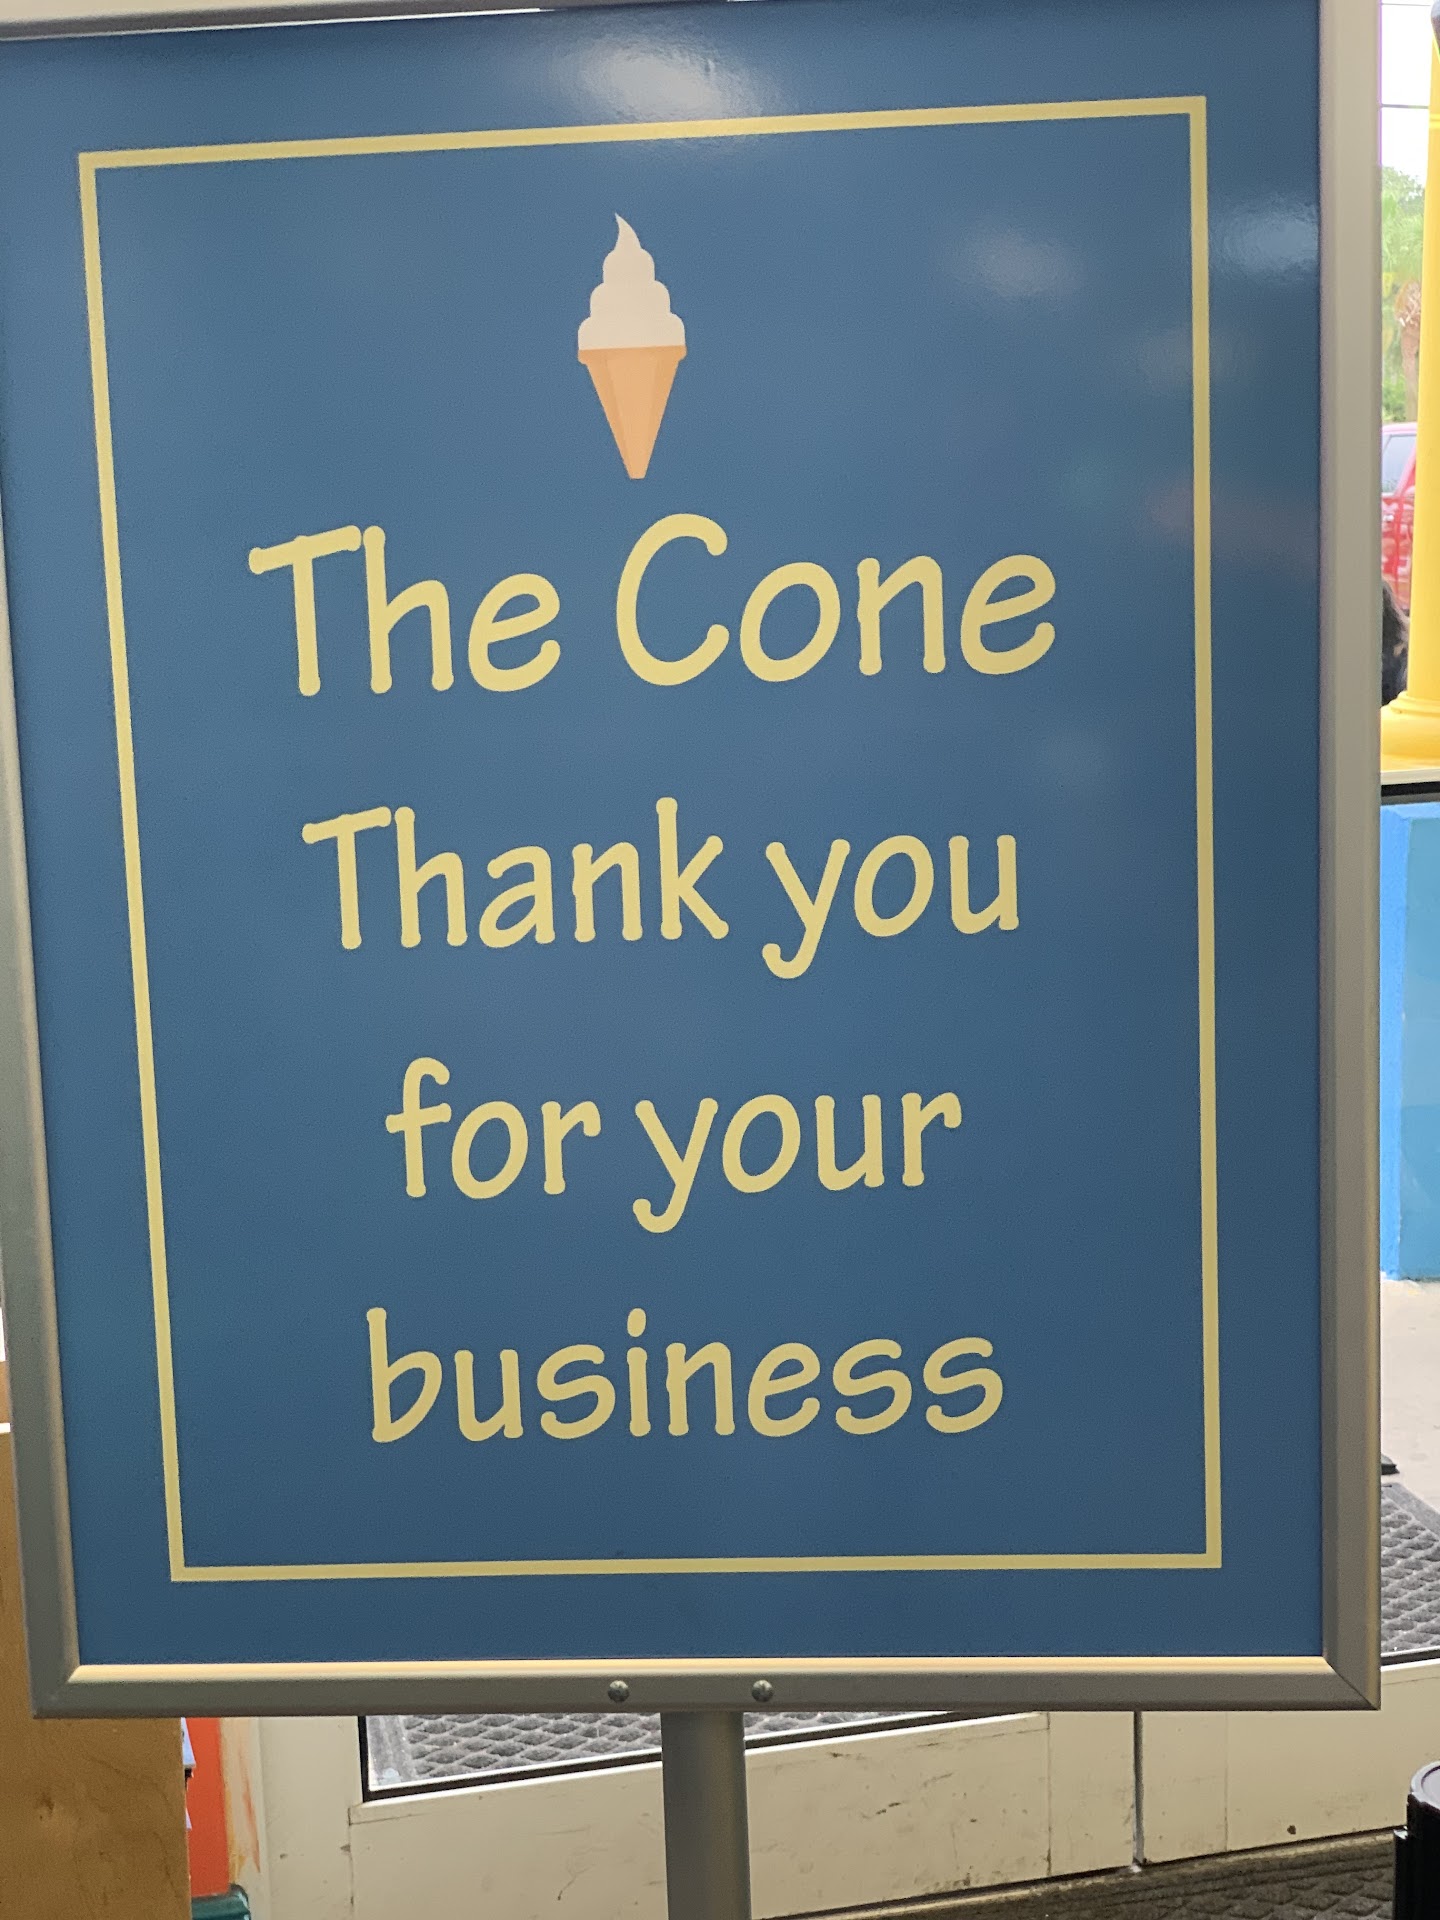 The Cone
Thank you
for your
business